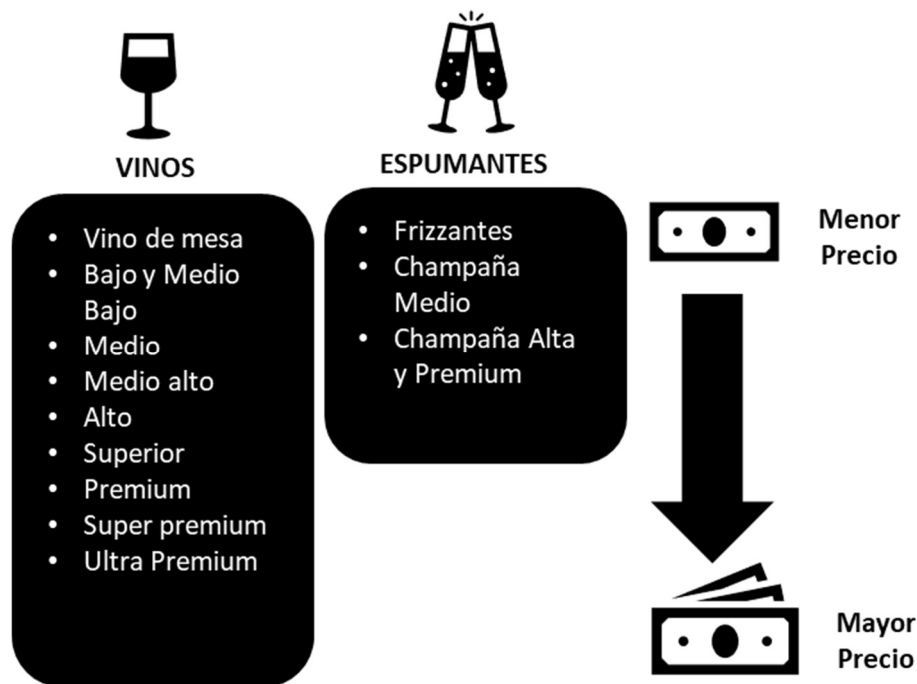 VINOS
• Vino de mesa
• Bajo y Medio
Bajo
• Medio
• Medio alto
• Alto
• Superior
• Premium
• Super premium
• Ultra Premium
ESPUMANTES
• Frizzantes
• Champaña
Medio
• Champaña Alta
y Premium
Menor
Precio
Mayor
Precio